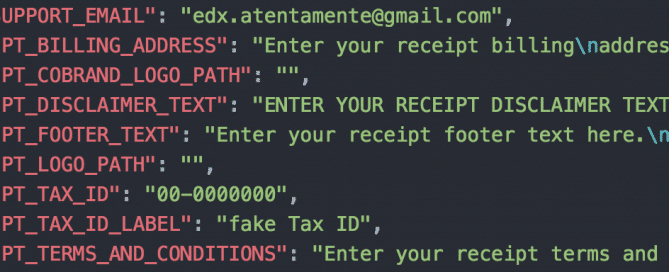 UPPORT_EMAIL": "edx.atentamente@gmail.com",
PT_BILLING_ADDRESS": "Enter your receipt billing\naddres
PT_COBRAND_LOGO_PATH": "",
PT_DISCLAIMER_TEXT": "ENTER YOUR RECEIPT DISCLAIMER TEXT
PT_FOOTER_TEXT": "Enter your receipt footer text here.\n
PT_LOGO_PATH": "",
PT_TAX_ID": "00-0000000",
PT_TAX_ID_LABEL": "fake Tax ID",
PT_TERMS_AND_CONDITIONS": "Enter your receipt terms and